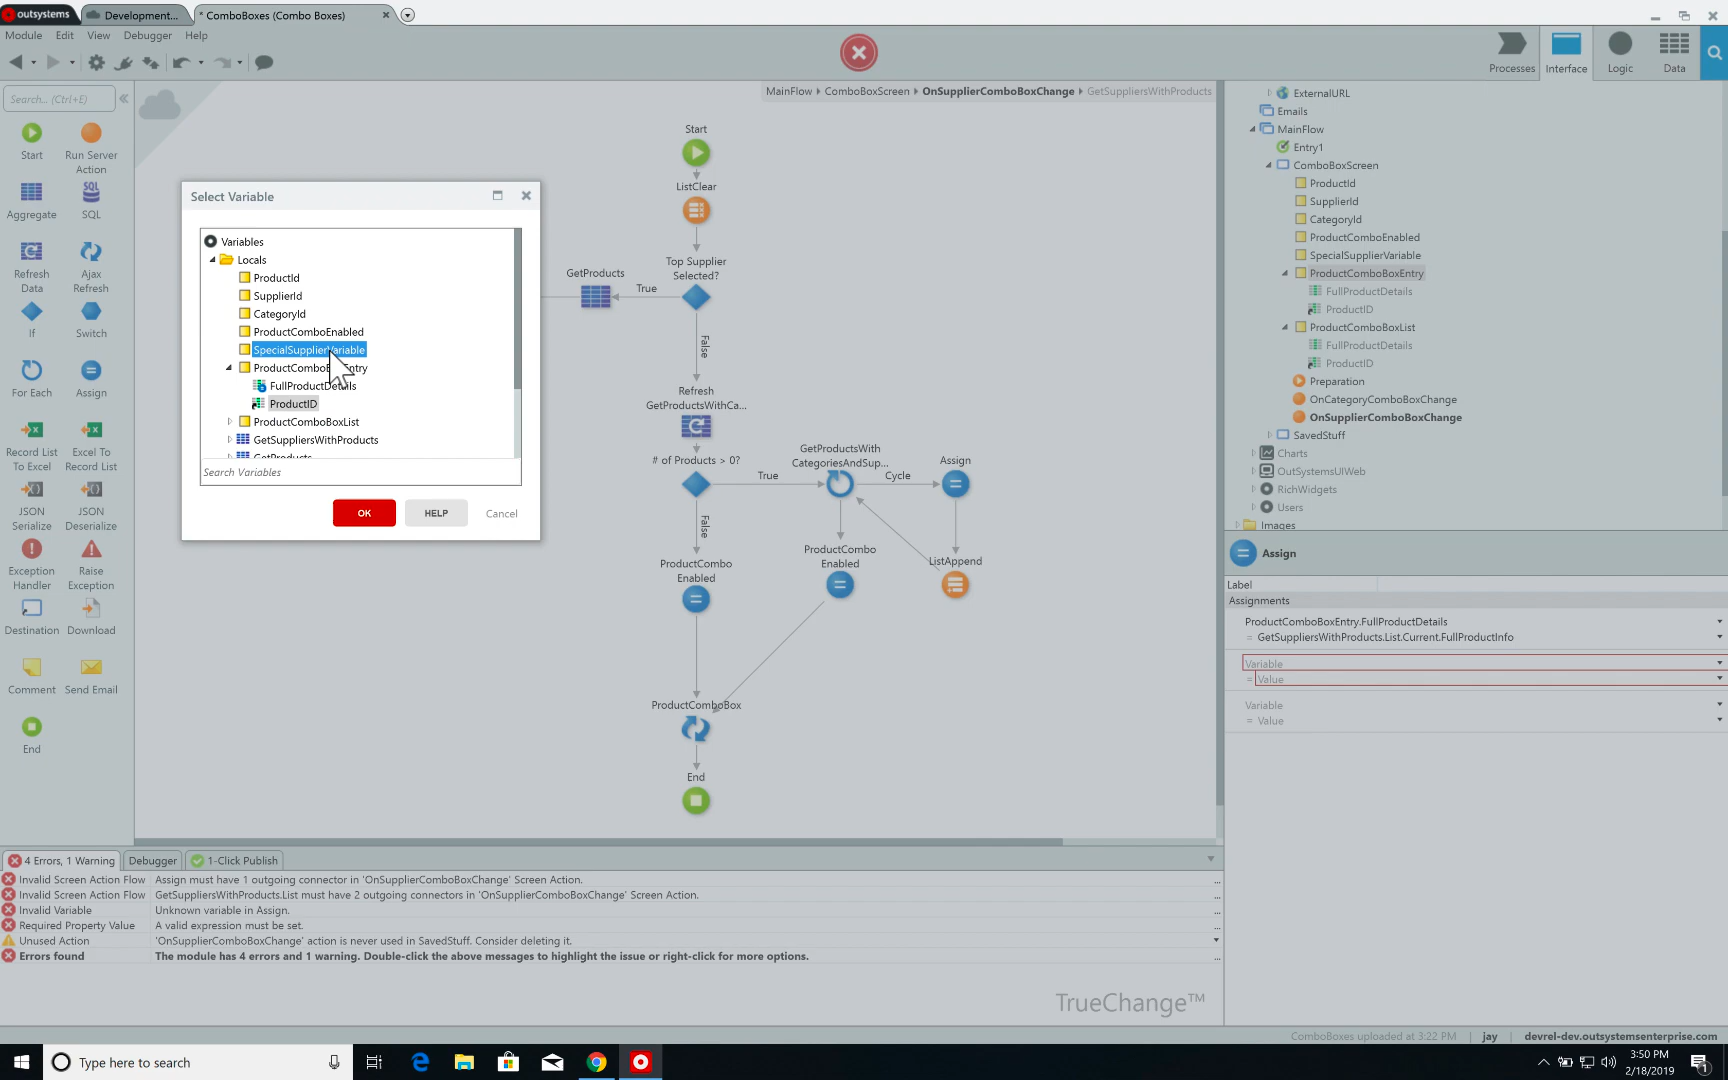 outsystems
Development...
* ComboBoxes (Combo Boxes)
Module Edit View Debugger Help
Processes
Interface
Logic
Data
Search... (Ctrl+E)
Start
Run Server
Action
Aggregate
SQL
Refresh
Data
Ajax
Refresh
If
Switch
For Each
Assign
Record List
To Excel
Excel To
Record List
JSON
Serialize
JSON
Deserialize
Exception
Handler
Raise
Exception
Destination
Download
Comment
Send Email
End
MainFlow ComboBoxScreen OnSupplierComboBoxChange GetSuppliersWithProducts
Select Variable
Variables
Locals
ProductId
SupplierId
CategoryId
ProductComboEnabled
SpecialSupplierVariable
FullProductDetails
ProductID
ProductComboBoxList
GetSuppliersWithProducts
GetProducts
Search Variables
OK
HELP
Cancel
Start
ListClear
Top Supplier
Selected?
GetProducts
True
False
Refresh
GetProductsWithCa...
# of Products > 0?
True
GetProductsWith
CategoriesAndSup...
Cycle
Assign
False
ProductCombo
Enabled
ProductCombo
Enabled
ListAppend
ProductComboBox
End
ExternalURL
Emails
MainFlow
Entry1
ComboBoxScreen
ProductId
SupplierId
CategoryId
ProductComboEnabled
SpecialSupplierVariable
ProductComboBoxEntry
FullProductDetails
ProductID
ProductComboBoxList
FullProductDetails
ProductID
Preparation
OnCategoryComboBoxChange
OnSupplierComboBoxChange
SavedStuff
Charts
OutSystemsUIWeb
RichWidgets
Users
Images
Assign
Label
Assignments
ProductComboBoxEntry.FullProductDetails
= GetSuppliersWithProducts.List.Current.FullProductInfo
Variable
= Value
Variable
= Value
4 Errors, 1 Warning
Debugger
1-Click Publish
Invalid Screen Action Flow Assign must have 1 outgoing connector in 'OnSupplierComboBoxChange' Screen Action. ...
Invalid Screen Action Flow GetSuppliersWithProducts.List must have 2 outgoing connectors in 'OnSupplierComboBoxChange' Screen Action. ...
Invalid Variable Unknown variable in Assign. ...
Required Property Value A valid expression must be set. ...
Unused Action 'OnSupplierComboBoxChange' action is never used in SavedStuff. Consider deleting it.
Errors found The module has 4 errors and 1 warning. Double-click the above messages to highlight the issue or right-click for more options. ...
TrueChange™
ComboBoxes uploaded at 3:22 PM | jay | devrel-dev.outsystemsenterprise.com
Type here to search
3:50 PM
2/18/2019
1